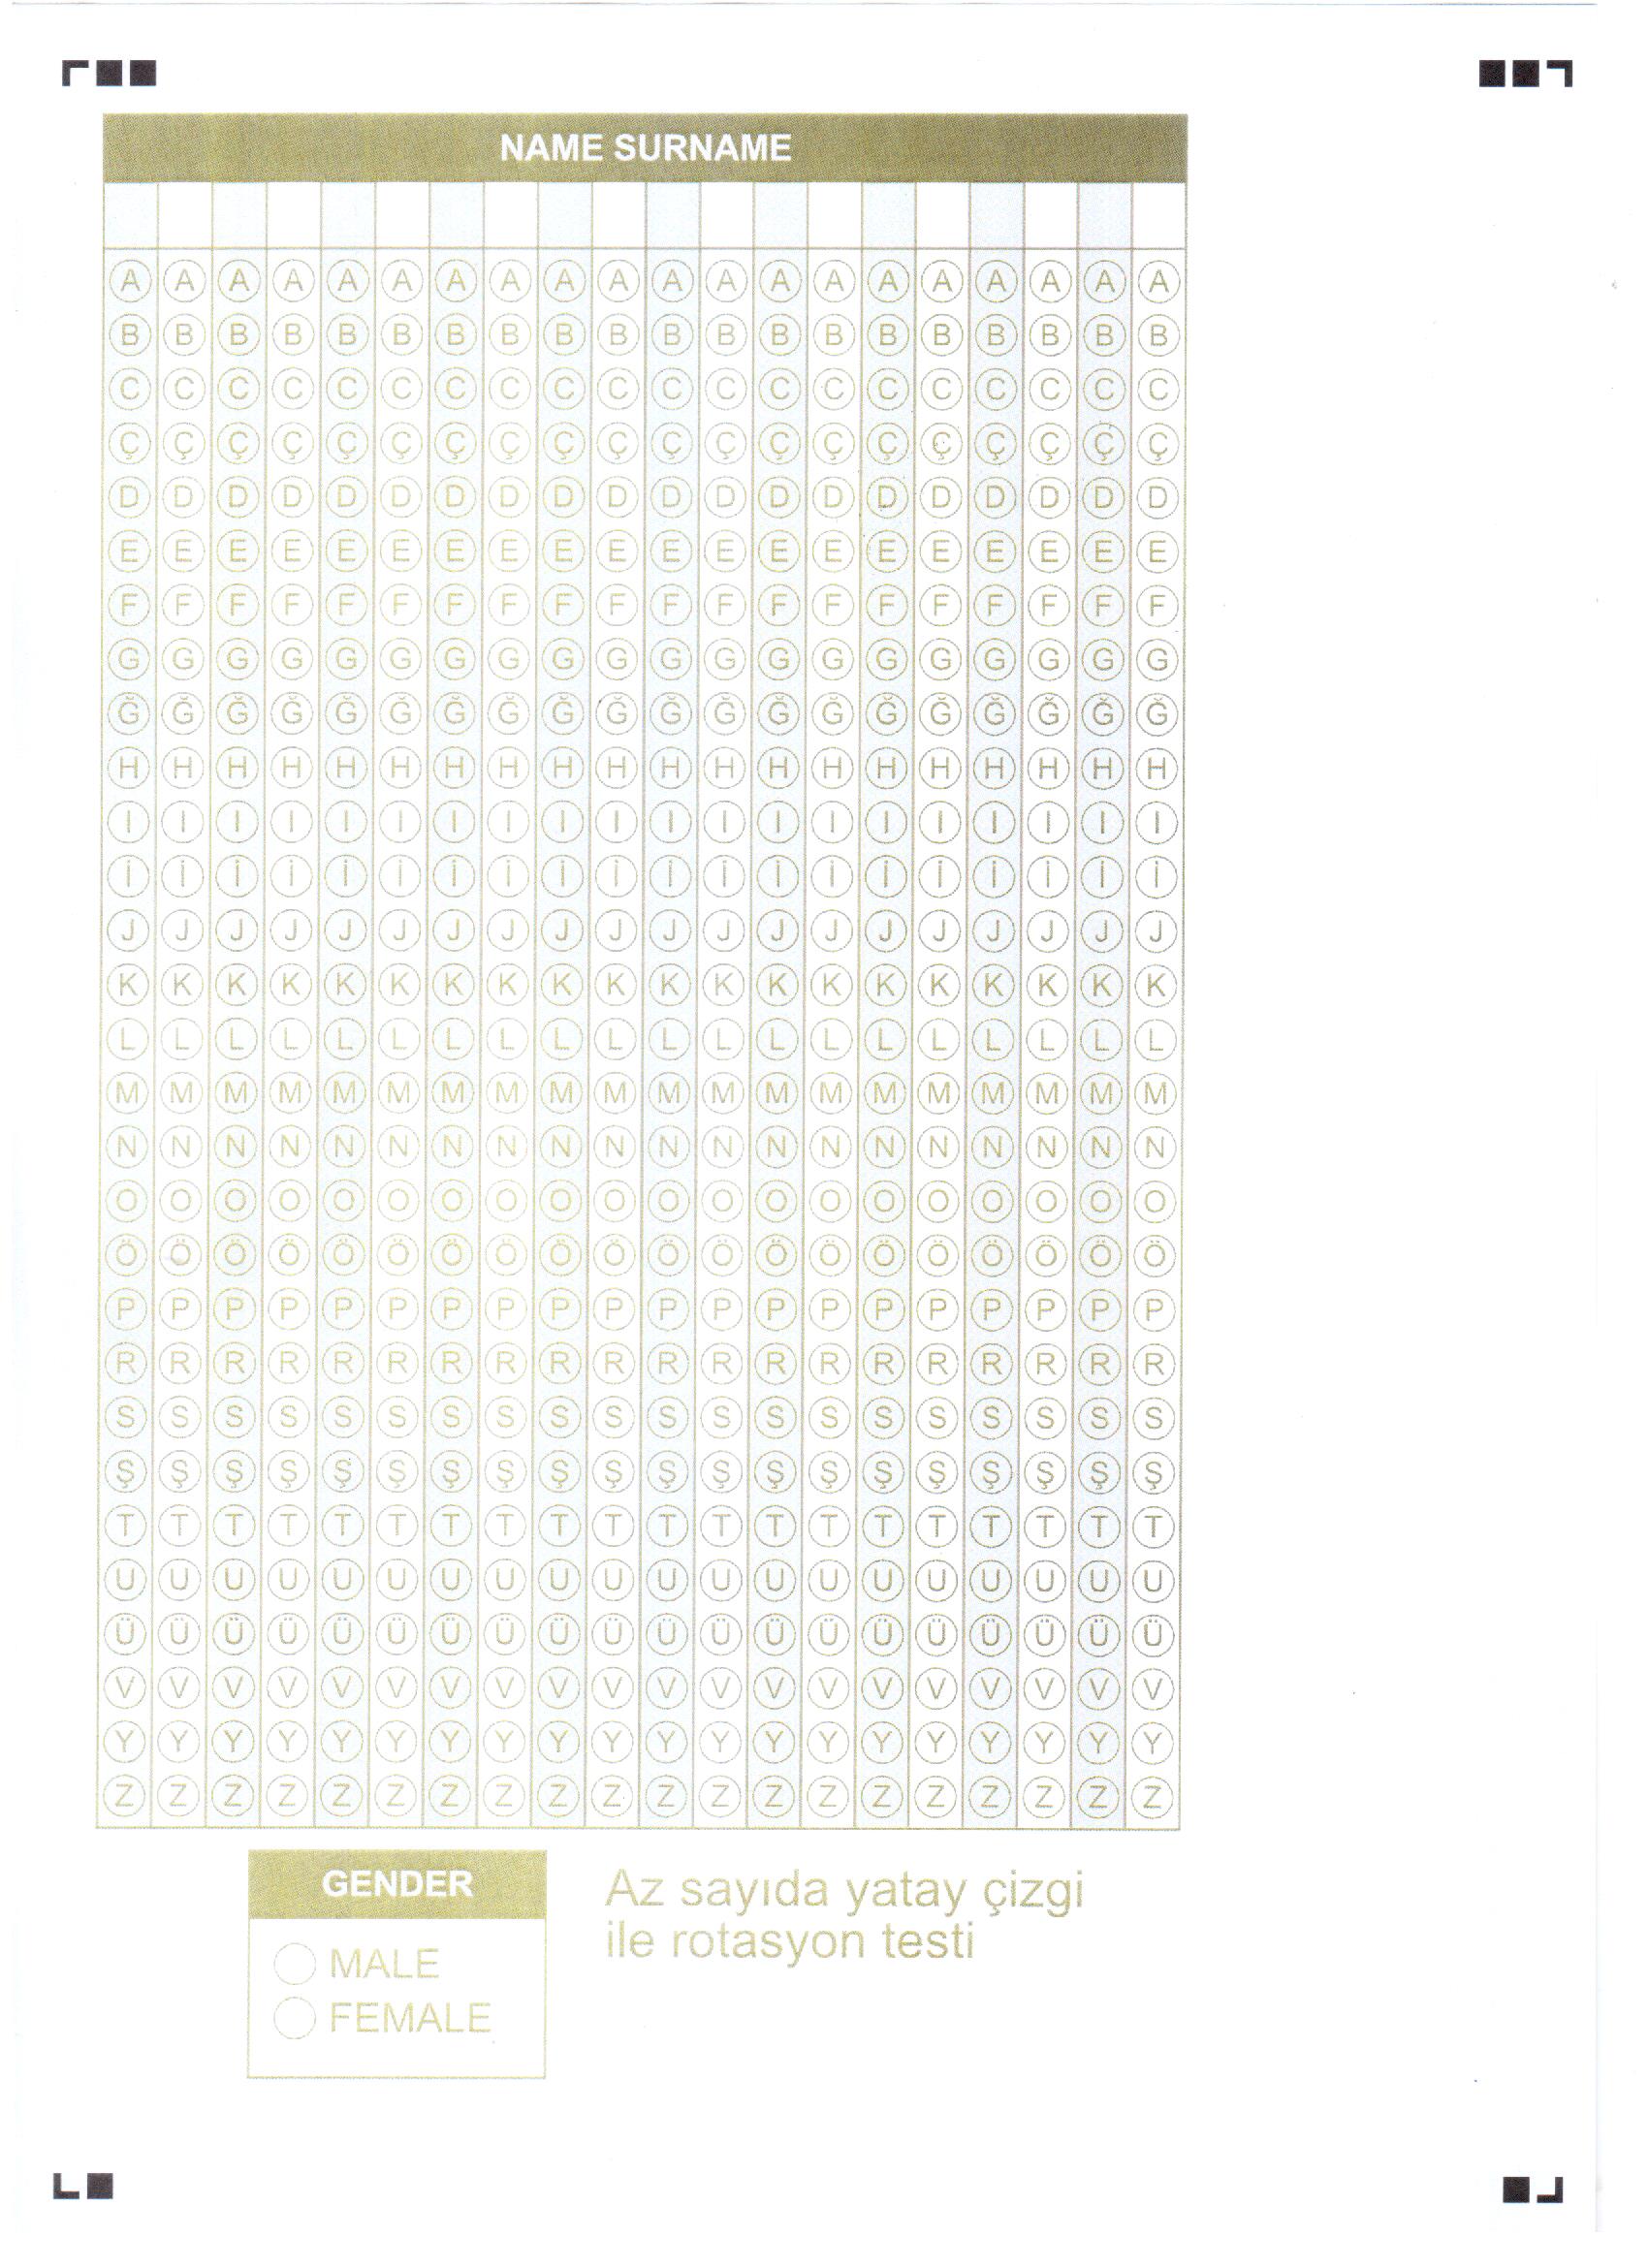 NAME SURNAME
A A A A A A A A A A A A A A A A A A A A
B B B B B B B B B B B B B B B B B B B B
C C C C C C C C C C C C C C C C C C C C
Ç Ç Ç Ç Ç Ç Ç Ç Ç Ç Ç Ç Ç Ç Ç Ç Ç Ç Ç Ç
D D D D D D D D D D D D D D D D D D D D
E E E E E E E E E E E E E E E E E E E E
F F F F F F F F F F F F F F F F F F F F
G G G G G G G G G G G G G G G G G G G G
Ğ Ğ Ğ Ğ Ğ Ğ Ğ Ğ Ğ Ğ Ğ Ğ Ğ Ğ Ğ Ğ Ğ Ğ Ğ Ğ
H H H H H H H H H H H H H H H H H H H H
I I I I I I I I I I I I I I I I I I I I
İ İ İ İ İ İ İ İ İ İ İ İ İ İ İ İ İ İ İ İ
J J J J J J J J J J J J J J J J J J J J
K K K K K K K K K K K K K K K K K K K K
L L L L L L L L L L L L L L L L L L L L
M M M M M M M M M M M M M M M M M M M M
N N N N N N N N N N N N N N N N N N N N
O O O O O O O O O O O O O O O O O O O O
Ö Ö Ö Ö Ö Ö Ö Ö Ö Ö Ö Ö Ö Ö Ö Ö Ö Ö Ö Ö
P P P P P P P P P P P P P P P P P P P P
R R R R R R R R R R R R R R R R R R R R
S S S S S S S S S S S S S S S S S S S S
Ş Ş Ş Ş Ş Ş Ş Ş Ş Ş Ş Ş Ş Ş Ş Ş Ş Ş Ş Ş
T T T T T T T T T T T T T T T T T T T T
U U U U U U U U U U U U U U U U U U U U
Ü Ü Ü Ü Ü Ü Ü Ü Ü Ü Ü Ü Ü Ü Ü Ü Ü Ü Ü Ü
V V V V V V V V V V V V V V V V V V V V
Y Y Y Y Y Y Y Y Y Y Y Y Y Y Y Y Y Y Y Y
Z Z Z Z Z Z Z Z Z Z Z Z Z Z Z Z Z Z Z Z
GENDER
MALE
FEMALE
Az sayıda yatay çizgi
ile rotasyon testi